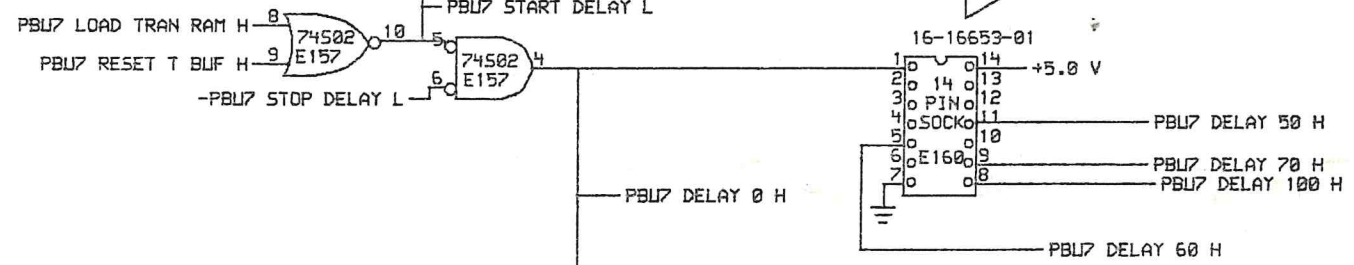 PBU7 START DELAY L
PBU7 LOAD TRAN RAM H 8
74S02
E157
10
PBU7 RESET T BUF H 9
5
74S02
E157
4
6
-PBU7 STOP DELAY L
16-16653-01
1 14 +5.0 V
2 14 13
3 PIN 12
4 SOCK 11 PBU7 DELAY 50 H
5 10
6 E160 9 PBU7 DELAY 70 H
7 8 PBU7 DELAY 100 H
PBU7 DELAY 0 H
PBU7 DELAY 60 H